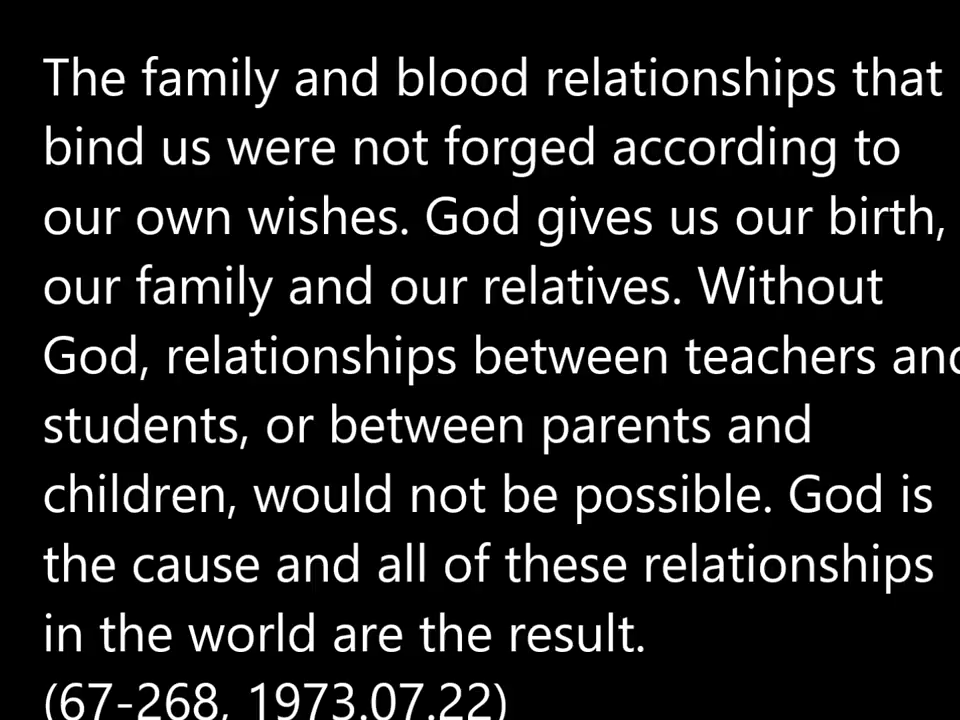 The family and blood relationships that
bind us were not forged according to
our own wishes. God gives us our birth,
our family and our relatives. Without
God, relationships between teachers and
students, or between parents and
children, would not be possible. God is
the cause and all of these relationships
in the world are the result.
(67-268, 1973.07.22)